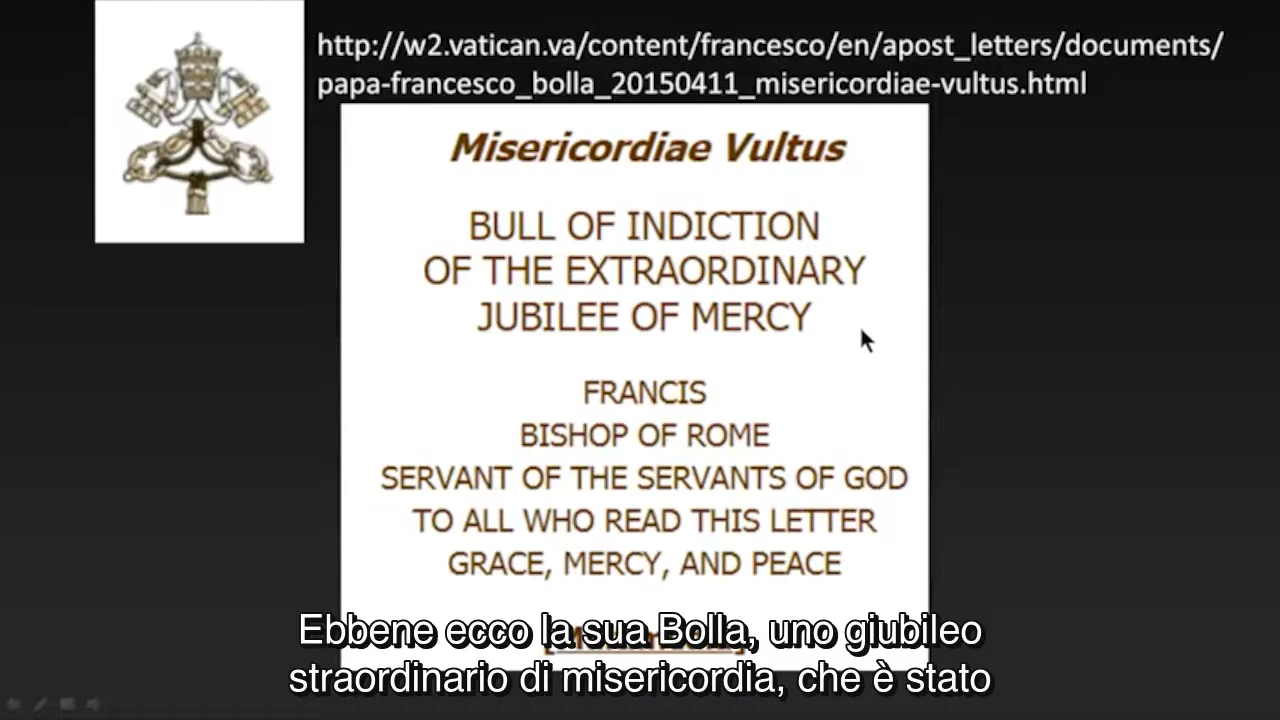 http://w2.vatican.va/content/francesco/en/apost_letters/documents/
papa-francesco_bolla_20150411_misericordiae-vultus.html
Misericordiae Vultus
BULL OF INDICTION
OF THE EXTRAORDINARY
JUBILEE OF MERCY
FRANCIS
BISHOP OF ROME
SERVANT OF THE SERVANTS OF GOD
TO ALL WHO READ THIS LETTER
GRACE, MERCY, AND PEACE
Ebbene ecco la sua Bolla, uno giubileo
straordinario di misericordia, che è stato